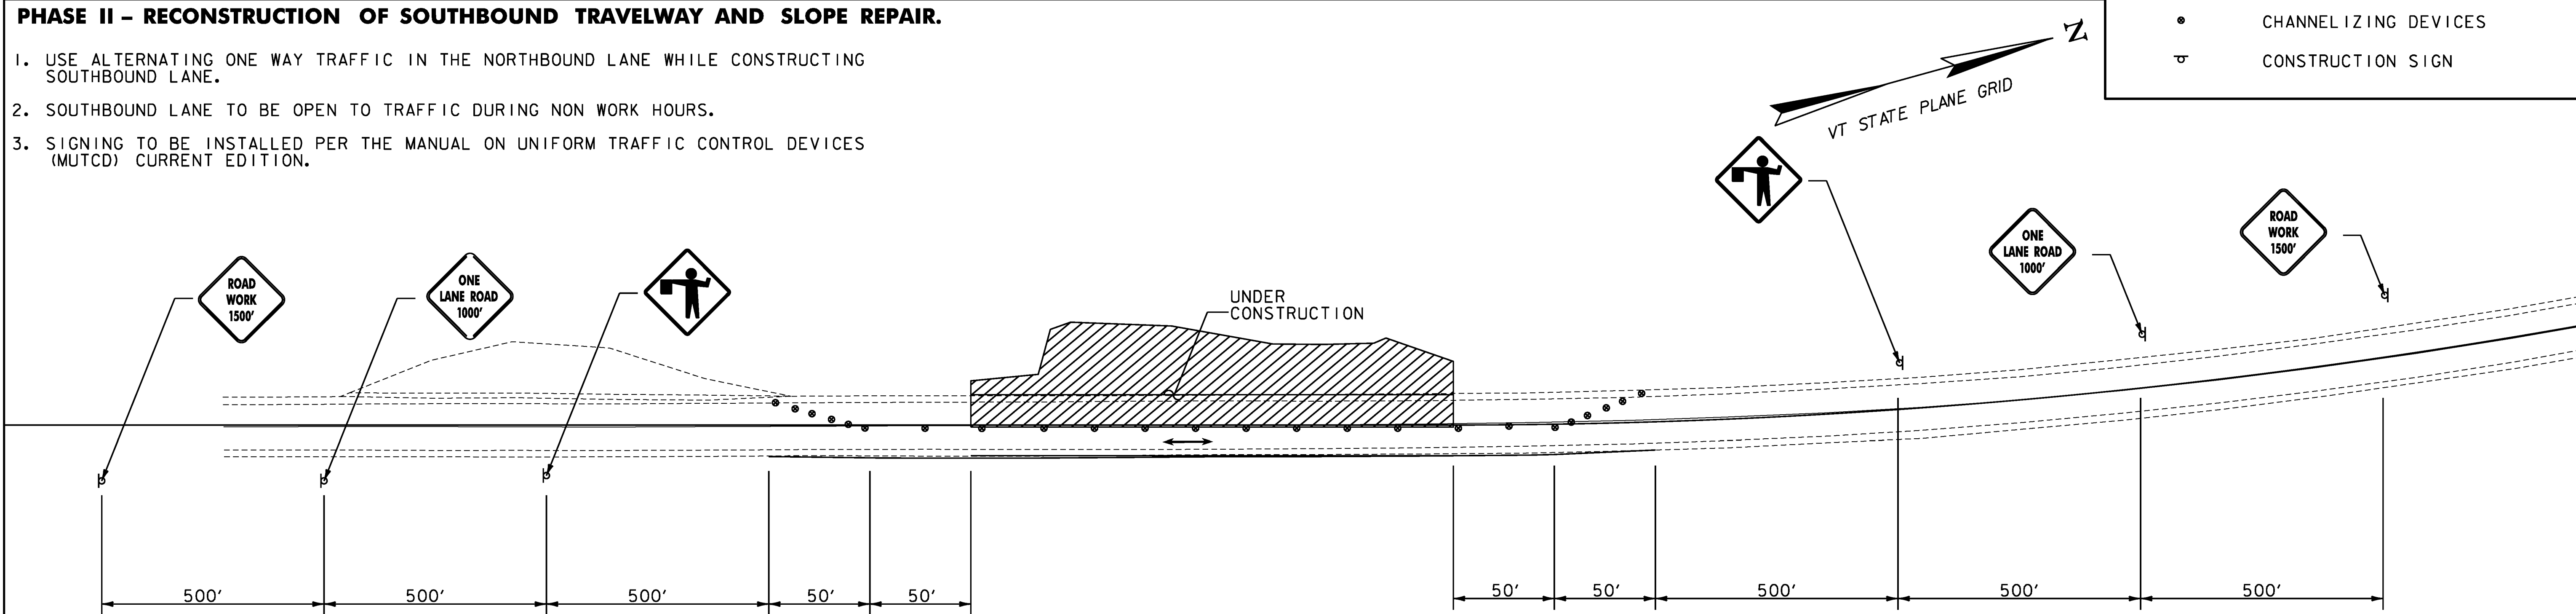 PHASE II – RECONSTRUCTION OF SOUTHBOUND TRAVELWAY AND SLOPE REPAIR.
1. USE ALTERNATING ONE WAY TRAFFIC IN THE NORTHBOUND LANE WHILE CONSTRUCTING
SOUTHBOUND LANE.
2. SOUTHBOUND LANE TO BE OPEN TO TRAFFIC DURING NON WORK HOURS.
3. SIGNING TO BE INSTALLED PER THE MANUAL ON UNIFORM TRAFFIC CONTROL DEVICES
(MUTCD) CURRENT EDITION.
CHANNELIZING DEVICES
CONSTRUCTION SIGN
N
VT STATE PLANE GRID
ROAD
WORK
1500'
ONE
LANE ROAD
1000'
UNDER
CONSTRUCTION
ONE
LANE ROAD
1000'
ROAD
WORK
1500'
500'
500'
500'
50'
50'
50'
50'
500'
500'
500'